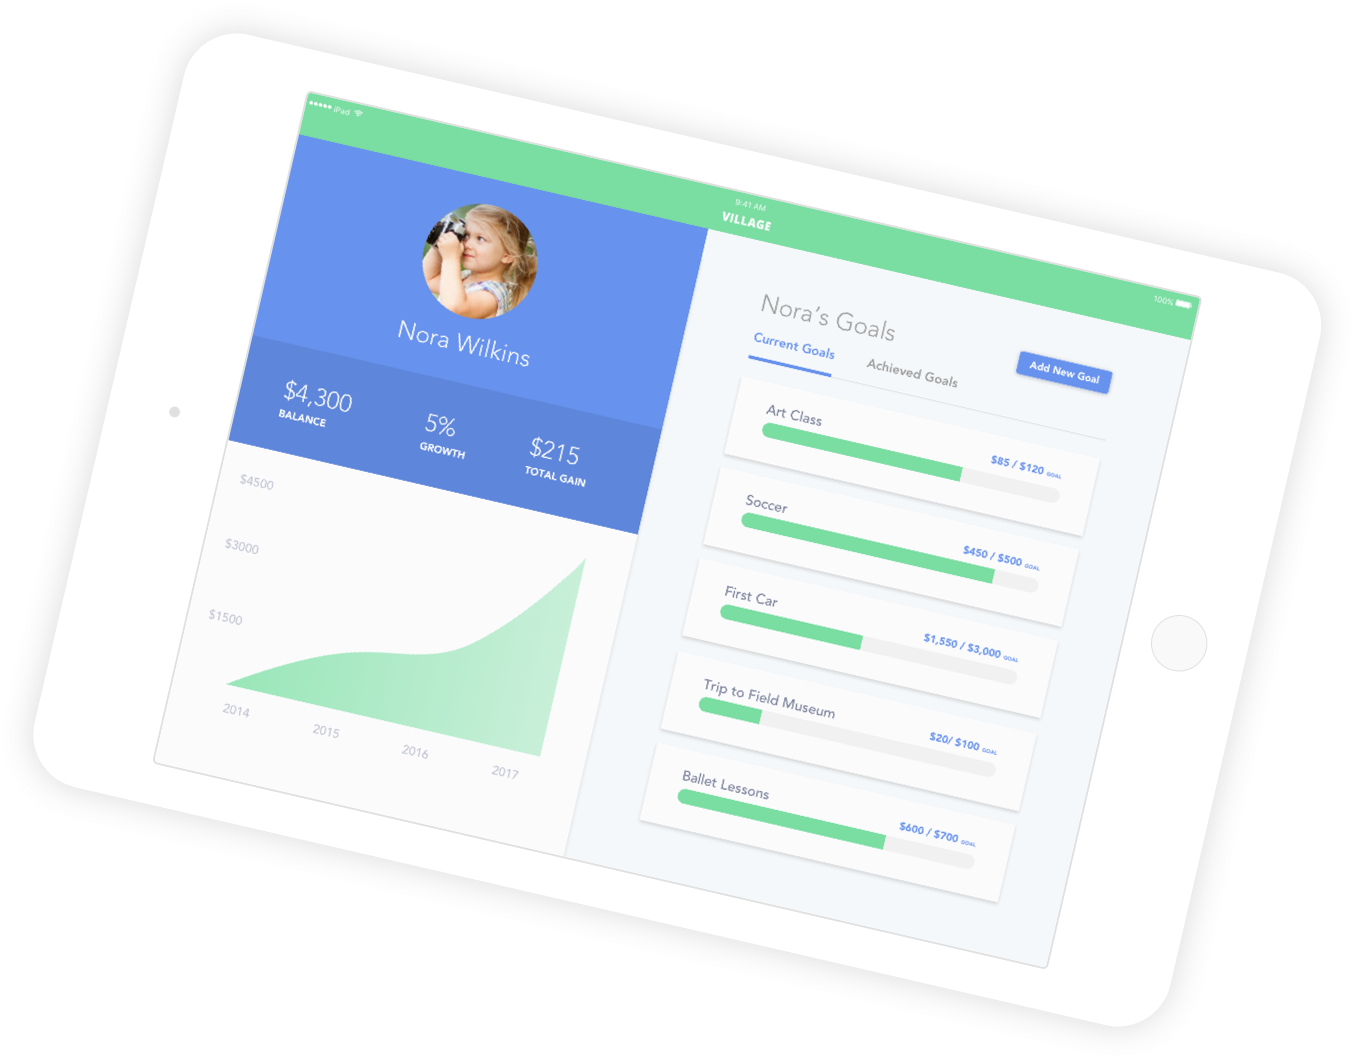 iPad
9:41 AM
VILLAGE
100%
Nora Wilkins
$4,300
BALANCE
5%
GROWTH
$215
TOTAL GAIN
$4500
$3000
$1500
2014
2015
2016
2017
Nora's Goals
Current Goals
Achieved Goals
Add New Goal
Art Class
$85 / $120 GOAL
Soccer
$450 / $500 GOAL
First Car
$1,550 / $3,000 GOAL
Trip to Field Museum
$20/ $100 GOAL
Ballet Lessons
$600 / $700 GOAL